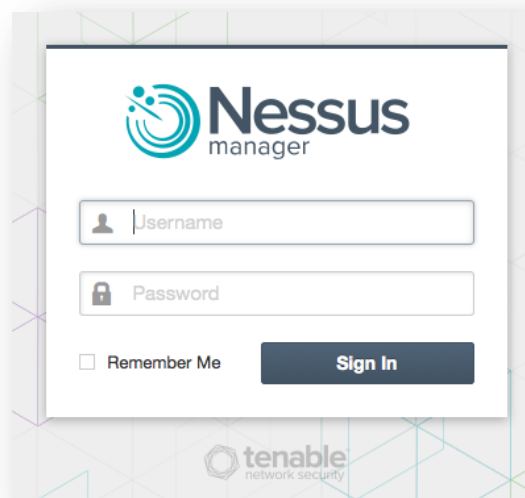 Nessus
manager
Username
Password
Remember Me
Sign In
tenable
network security